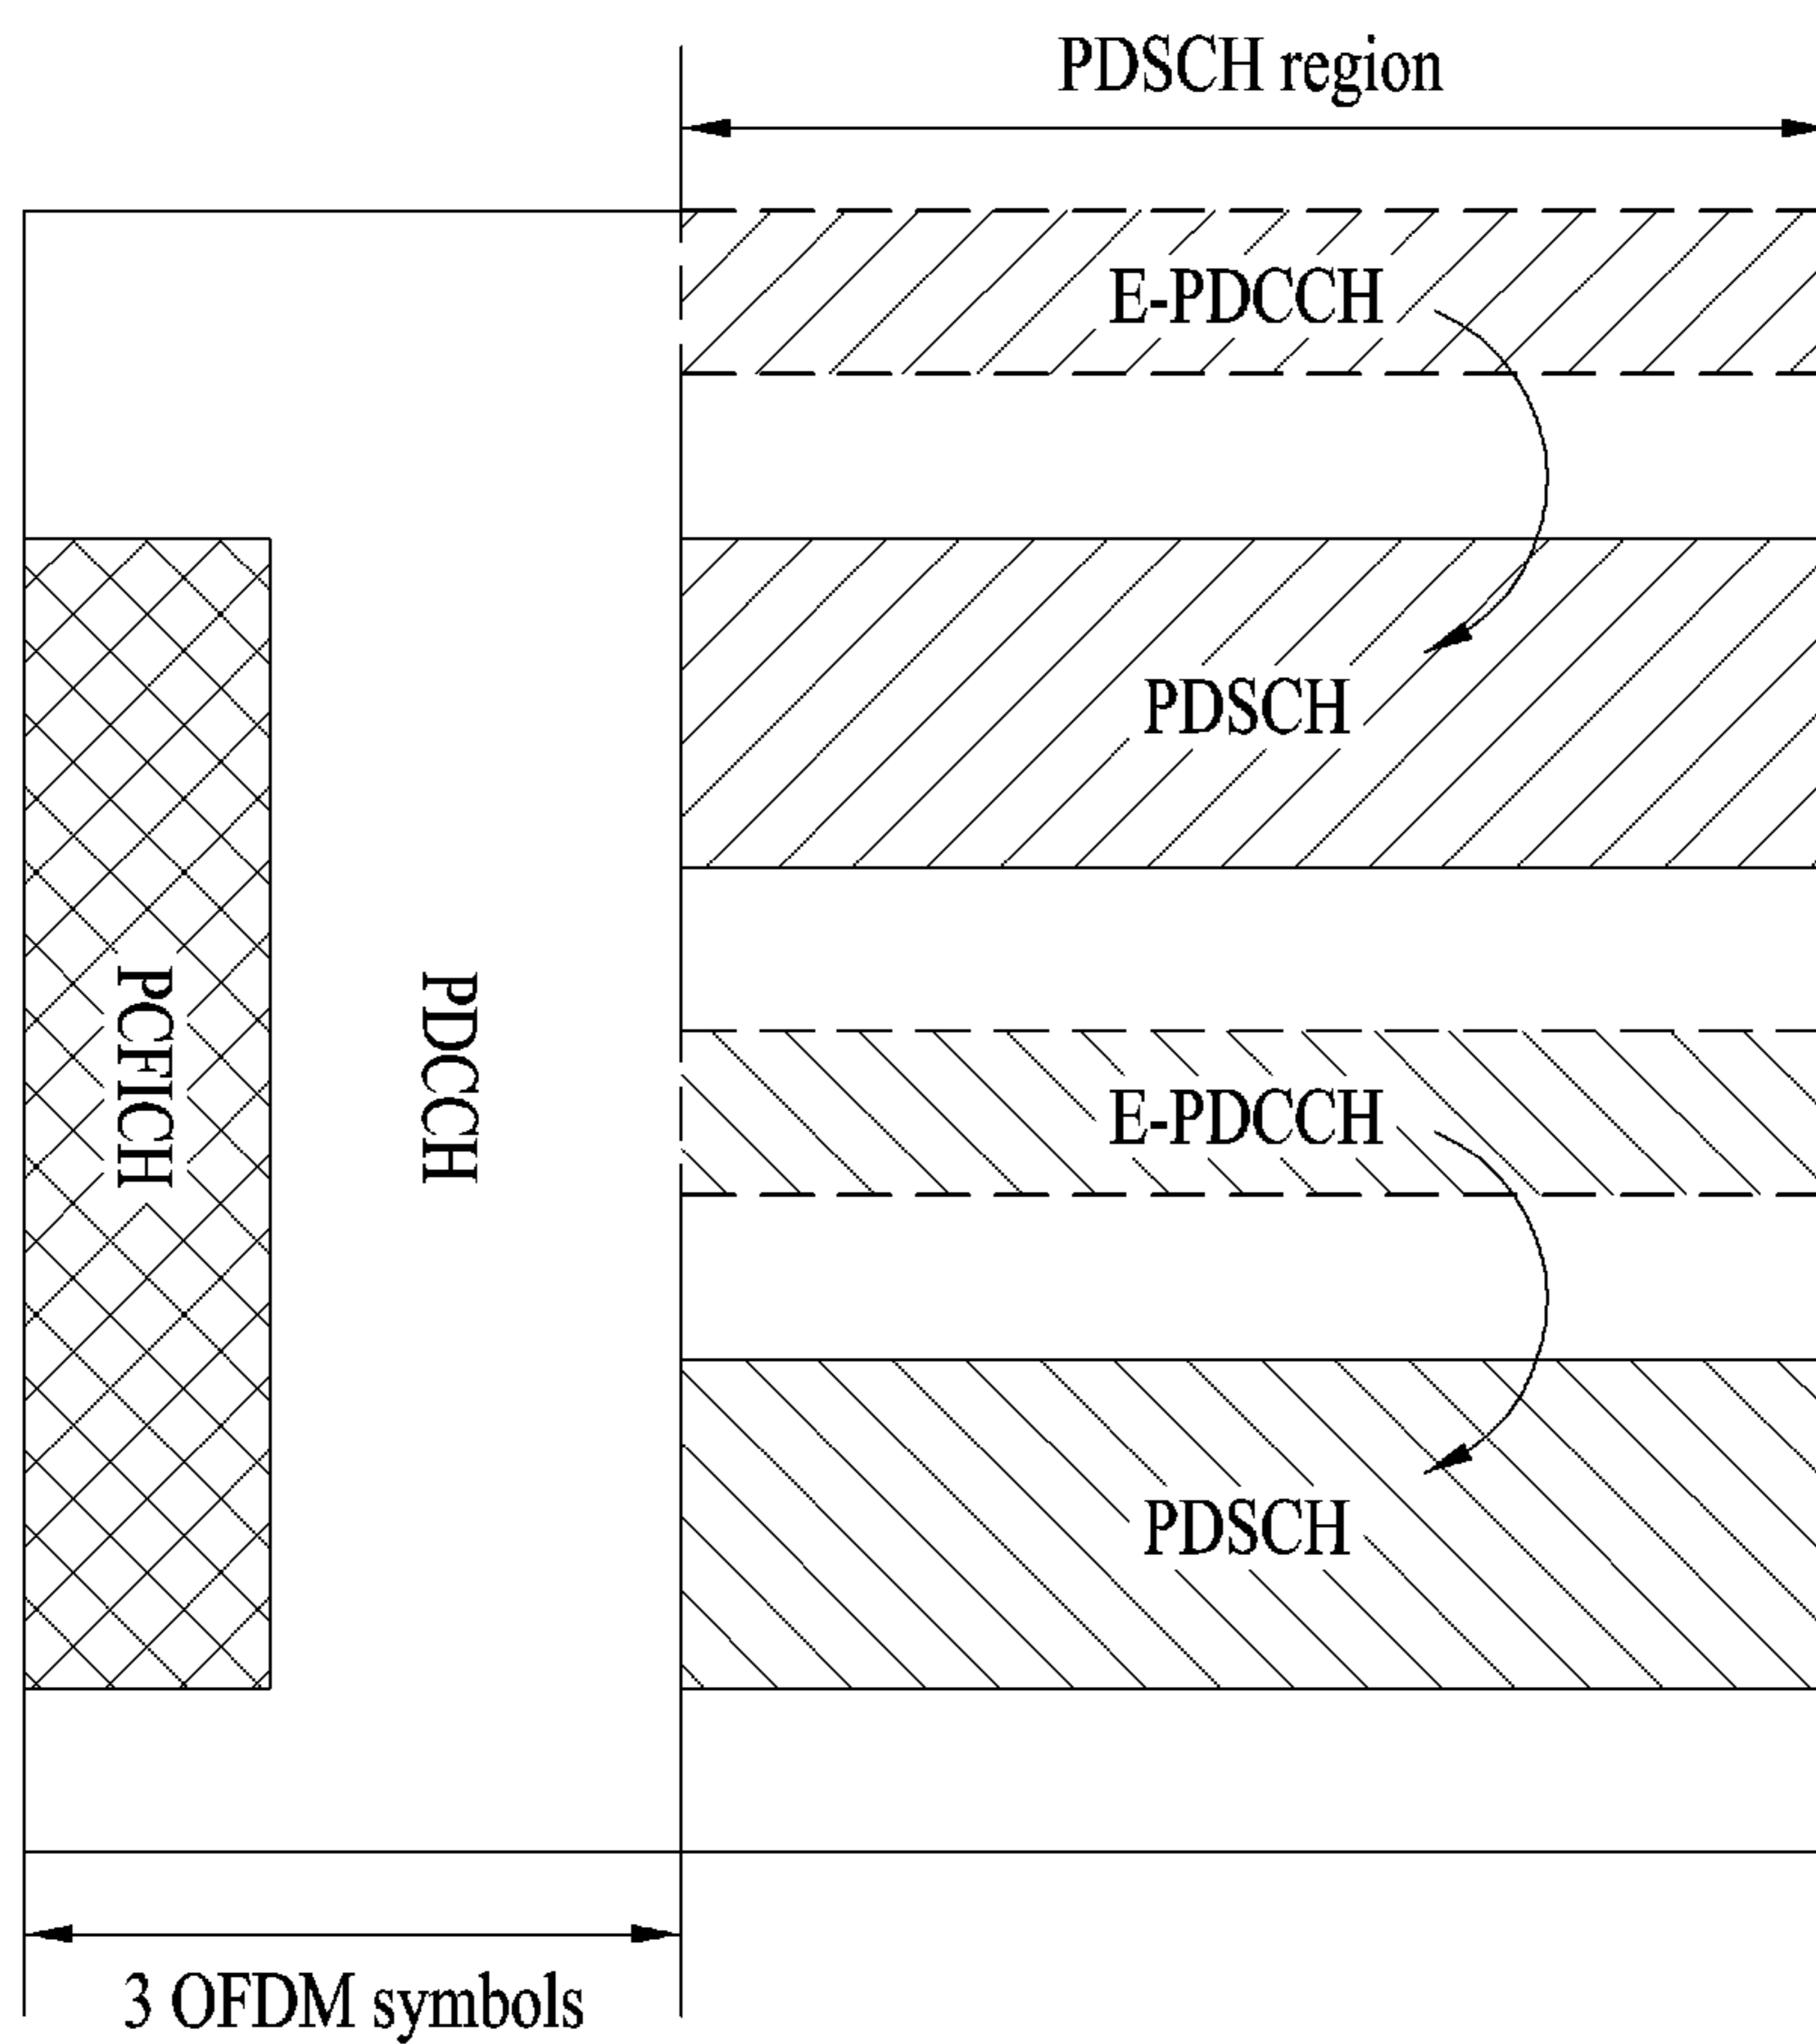 PDSCH region
E-PDCCH
PDSCH
PCFICH
PDCCH
E-PDCCH
PDSCH
3 OFDM symbols